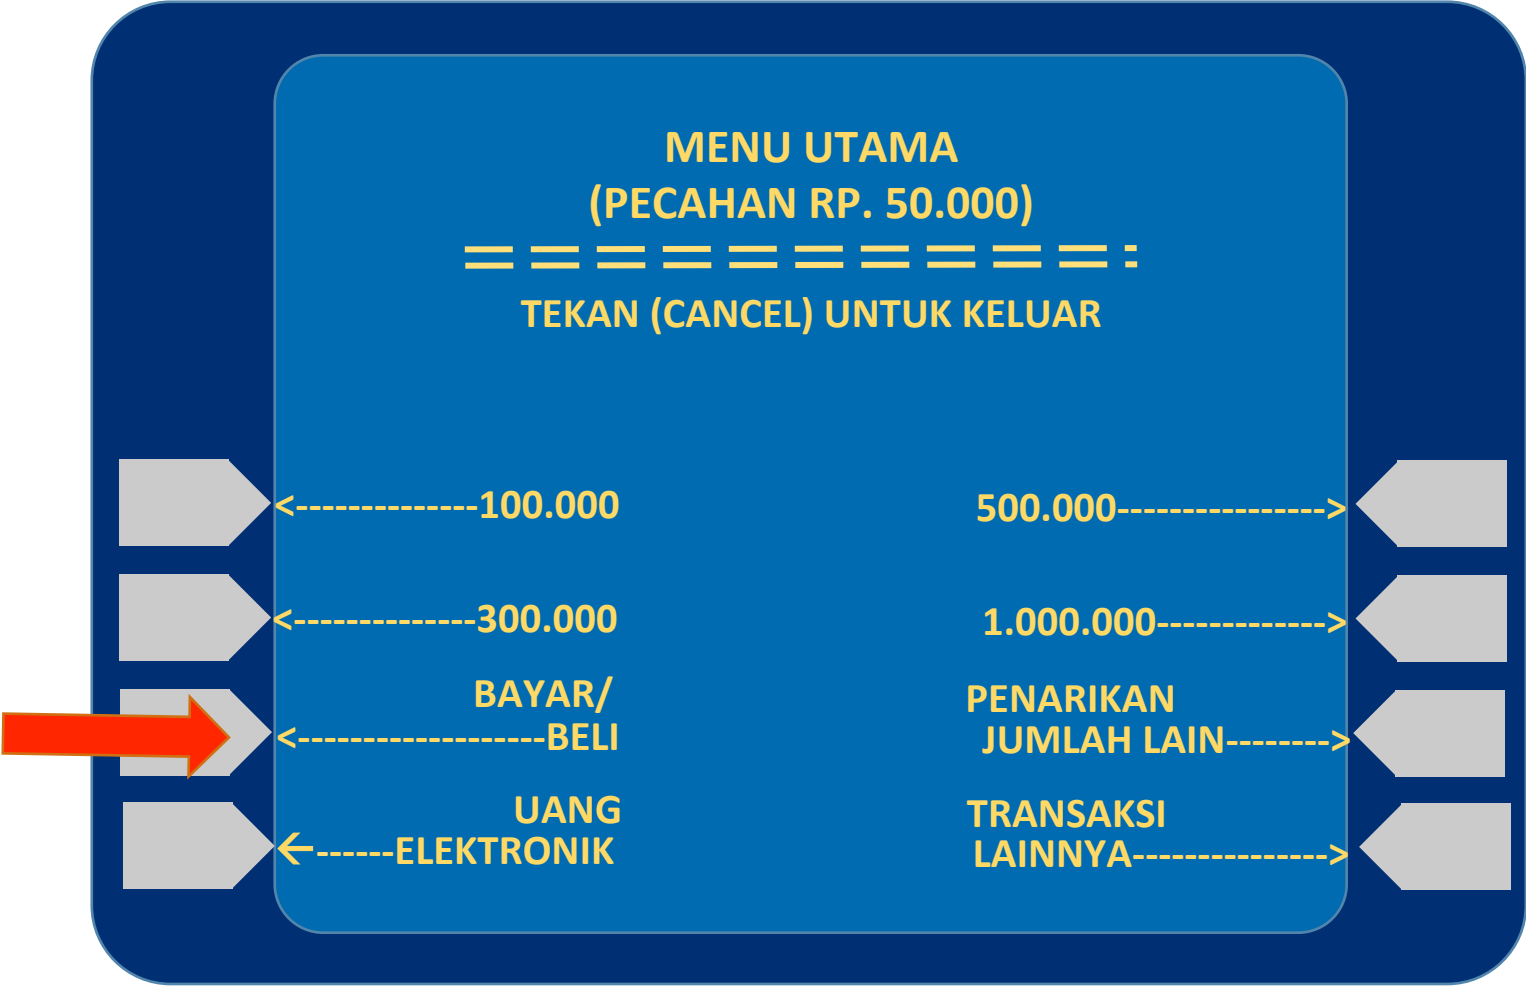 MENU UTAMA
(PECAHAN RP. 50.000)
====================
TEKAN (CANCEL) UNTUK KELUAR
<--------------100.000
500.000---------------->
<--------------300.000
1.000.000------------->
BAYAR/
<-------------------BELI
PENARIKAN
JUMLAH LAIN-------->
UANG
←------ELEKTRONIK
TRANSAKSI
LAINNYA--------------->